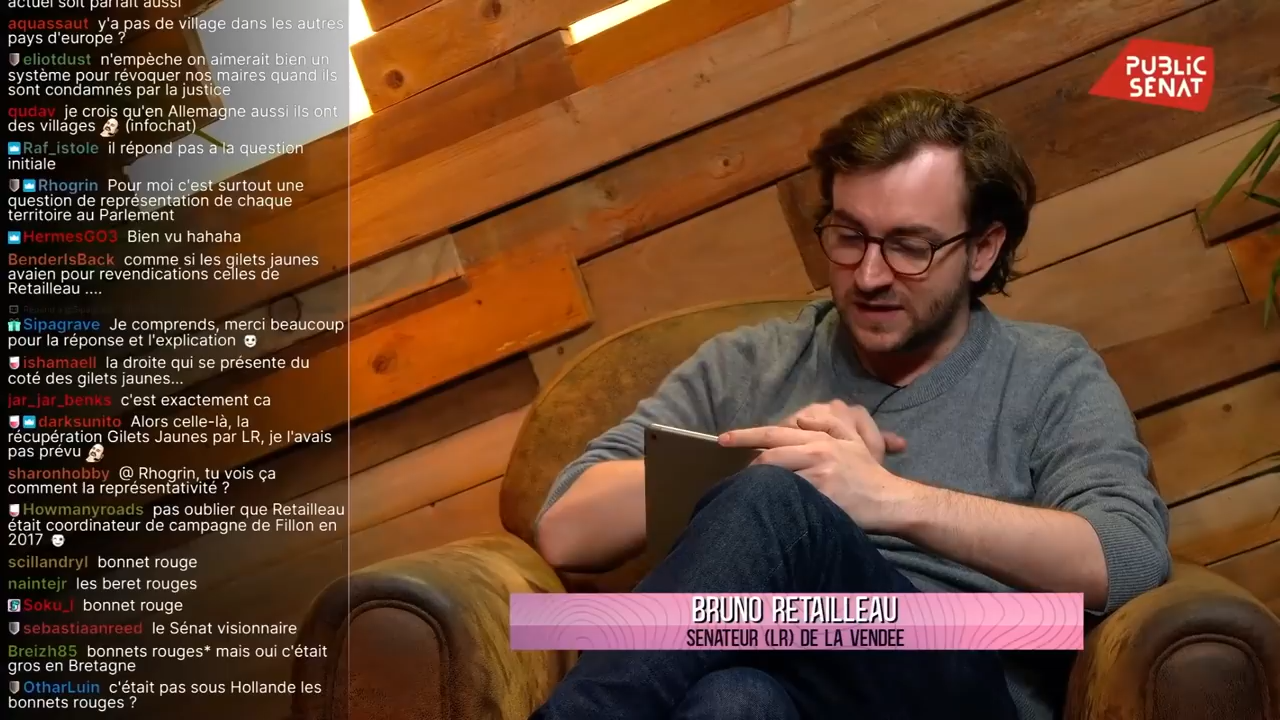 actuel soit parfait aussi
aquassaut y'a pas de village dans les autres
pays d'europe ?
eliotdust n'empèche on aimerait bien un
système pour révoquer nos maires quand ils
sont condamnés par la justice
qudav je crois qu'en Allemagne aussi ils ont
des villages (infochat)
Raf_istole il répond pas a la question
initiale
Rhogrin Pour moi c'est surtout une
question de représentation de chaque
territoire au Parlement
HermesGO3 Bien vu hahaha
BenderIsBack comme si les gilets jaunes
avaien pour revendications celles de
Retailleau ....
Sipagrave Je comprends, merci beaucoup
pour la réponse et l'explication
ishamaell la droite qui se présente du
coté des gilets jaunes...
jar_jar_benks c'est exactement ca
darksunito Alors celle-là, la
récupération Gilets Jaunes par LR, je l'avais
pas prévu
sharonhobby @ Rhogrin, tu vois ça
comment la représentativité ?
Howmanyroads pas oublier que Retailleau
était coordinateur de campagne de Fillon en
2017
scillandryl bonnet rouge
naintejr les beret rouges
Soku_i bonnet rouge
sebastiaanreed le Sénat visionnaire
Breizh85 bonnets rouges* mais oui c'était
gros en Bretagne
OtharLuin c'était pas sous Hollande les
bonnets rouges ?
PUBLIC
SÉNAT
BRUNO RETAILLEAU
SENATEUR (LR) DE LA VENDEE